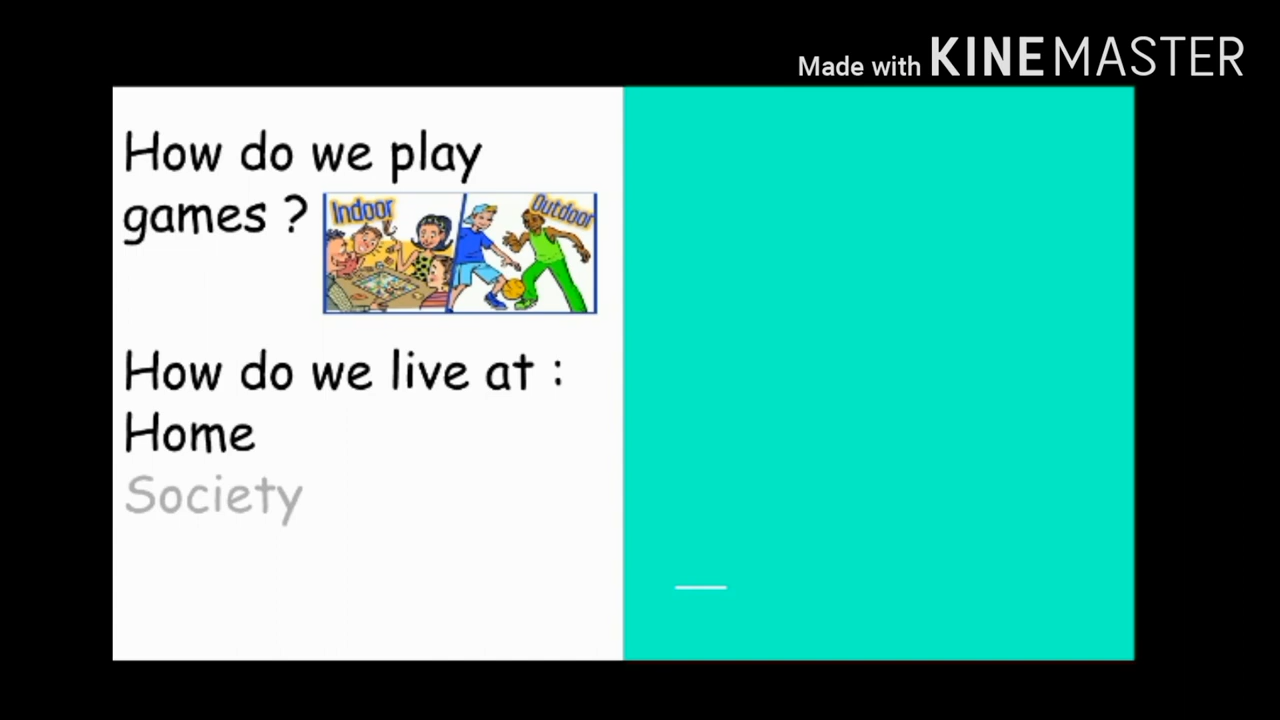 Made with KINEMASTER
How do we play
games ?
Indoor
Outdoor
How do we live at :
Home
Society